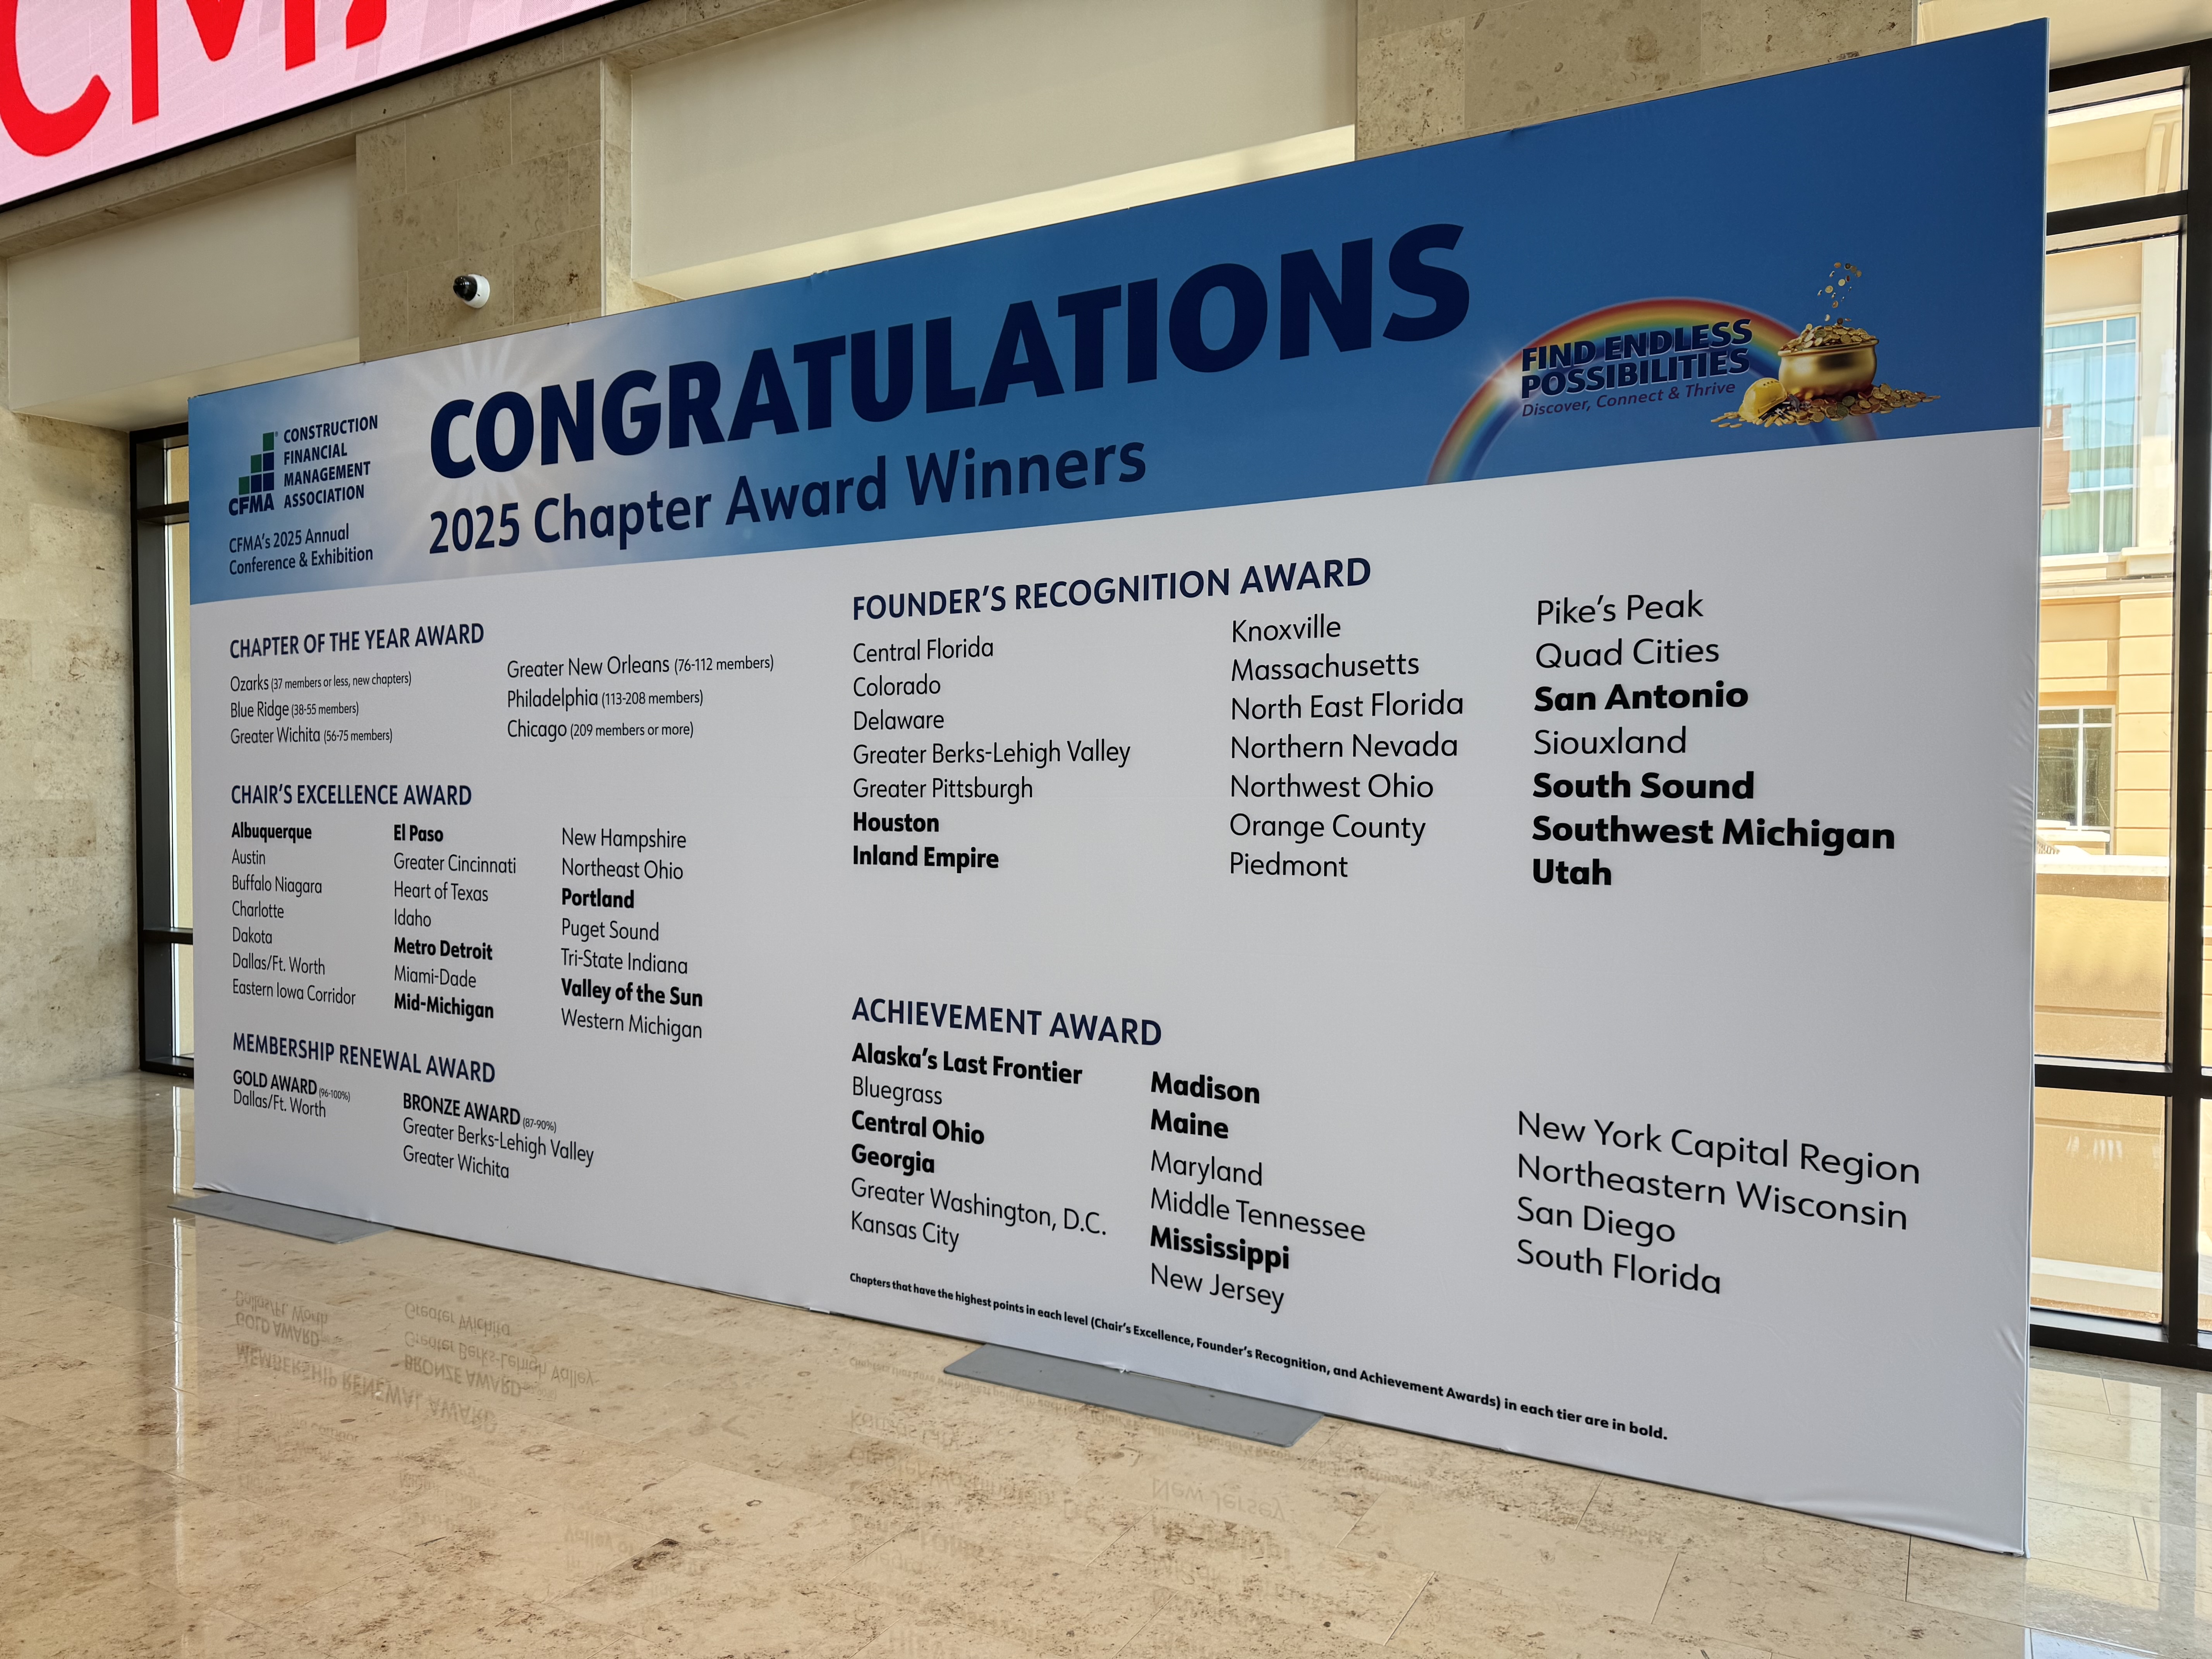 CMA
CONSTRUCTION
FINANCIAL
MANAGEMENT
ASSOCIATION
CFMA
CFMA's 2025 Annual
Conference & Exhibition
CONGRATULATIONS
2025 Chapter Award Winners
FIND ENDLESS
POSSIBILITIES
Discover, Connect & Thrive
CHAPTER OF THE YEAR AWARD
Ozarks (37 members or less, new chapters)
Blue Ridge (38-55 members)
Greater Wichita (56-75 members)
Greater New Orleans (76-112 members)
Philadelphia (113-208 members)
Chicago (209 members or more)
CHAIR'S EXCELLENCE AWARD
Albuquerque
Austin
Buffalo Niagara
Charlotte
Dakota
Dallas/Ft. Worth
Eastern Iowa Corridor
El Paso
Greater Cincinnati
Heart of Texas
Idaho
Metro Detroit
Miami-Dade
Mid-Michigan
New Hampshire
Northeast Ohio
Portland
Puget Sound
Tri-State Indiana
Valley of the Sun
Western Michigan
MEMBERSHIP RENEWAL AWARD
GOLD AWARD (96-100%)
Dallas/Ft. Worth
BRONZE AWARD (87-90%)
Greater Berks-Lehigh Valley
Greater Wichita
FOUNDER'S RECOGNITION AWARD
Central Florida
Colorado
Delaware
Greater Berks-Lehigh Valley
Greater Pittsburgh
Houston
Inland Empire
Knoxville
Massachusetts
North East Florida
Northern Nevada
Northwest Ohio
Orange County
Piedmont
Pike's Peak
Quad Cities
San Antonio
Siouxland
South Sound
Southwest Michigan
Utah
ACHIEVEMENT AWARD
Alaska's Last Frontier
Bluegrass
Central Ohio
Georgia
Greater Washington, D.C.
Kansas City
Madison
Maine
Maryland
Middle Tennessee
Mississippi
New Jersey
New York Capital Region
Northeastern Wisconsin
San Diego
South Florida
Chapters that have the highest points in each level (Chair's Excellence, Founder's Recognition, and Achievement Awards) in each tier are in bold.